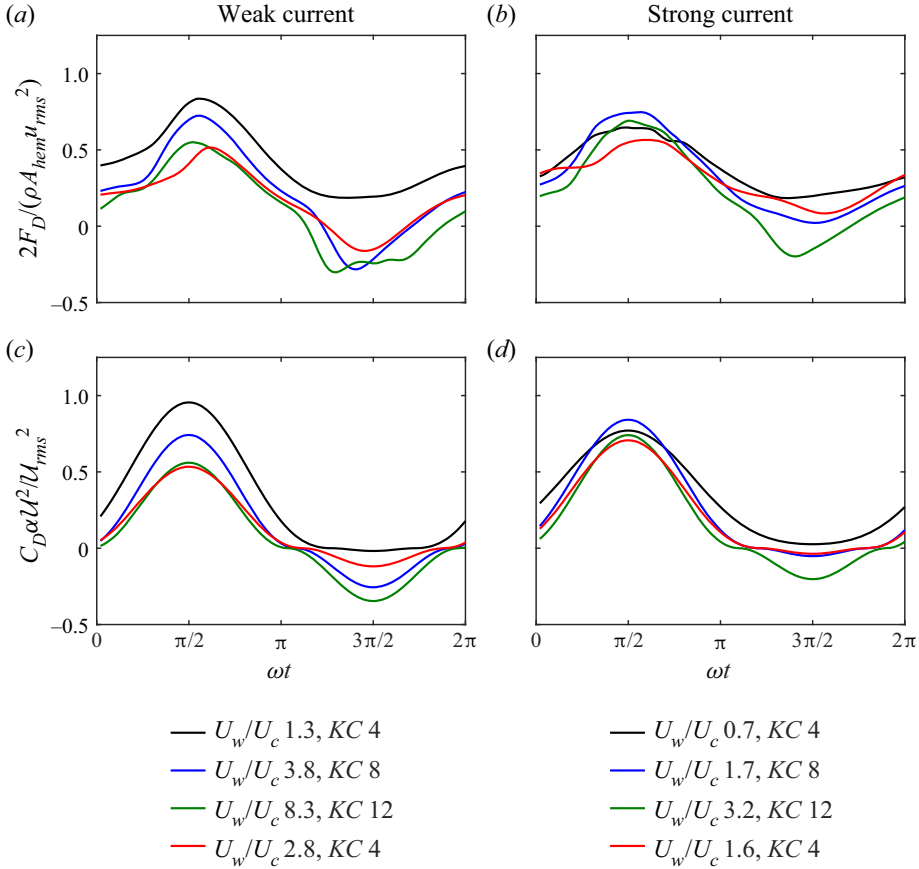 (a) Weak current (b) Strong current
1.0
0.5
0
–0.5
2F_D/(ρA_hem u_rms^2)
(c) (d)
1.0
0.5
0
–0.5
C_D αU^2/U_rms^2
0 π/2 π 3π/2 2π 0 π/2 π 3π/2 2π
ωt ωt
U_w/U_c 1.3, KC 4 U_w/U_c 0.7, KC 4
U_w/U_c 3.8, KC 8 U_w/U_c 1.7, KC 8
U_w/U_c 8.3, KC 12 U_w/U_c 3.2, KC 12
U_w/U_c 2.8, KC 4 U_w/U_c 1.6, KC 4